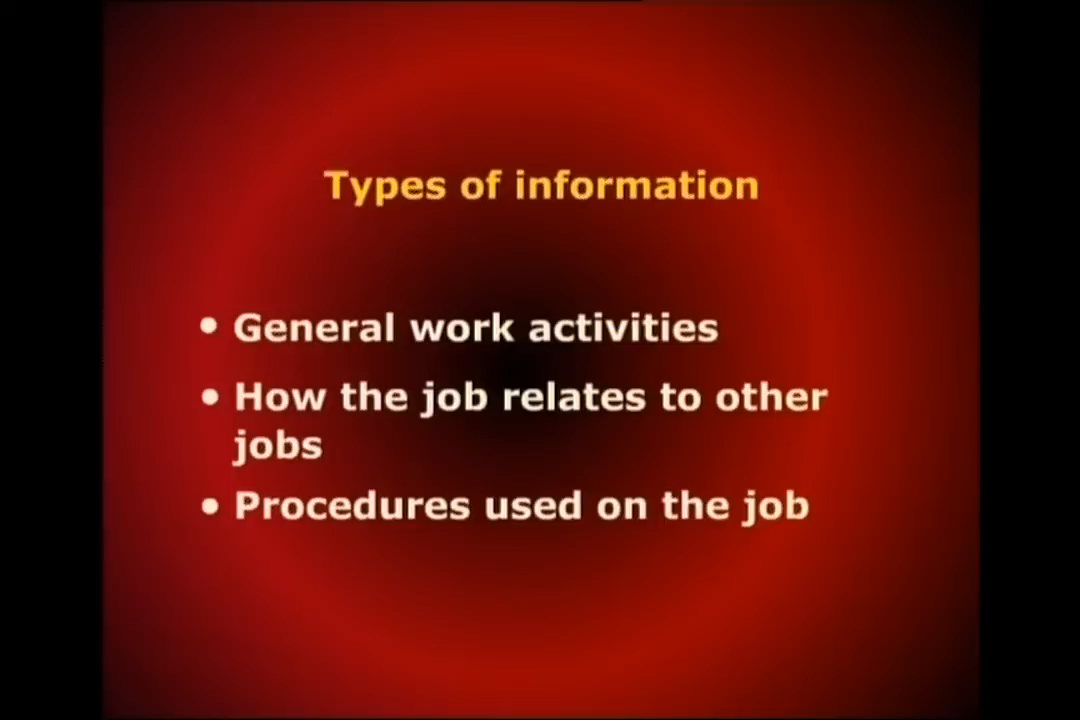 Types of information
• General work activities
• How the job relates to other
jobs
• Procedures used on the job